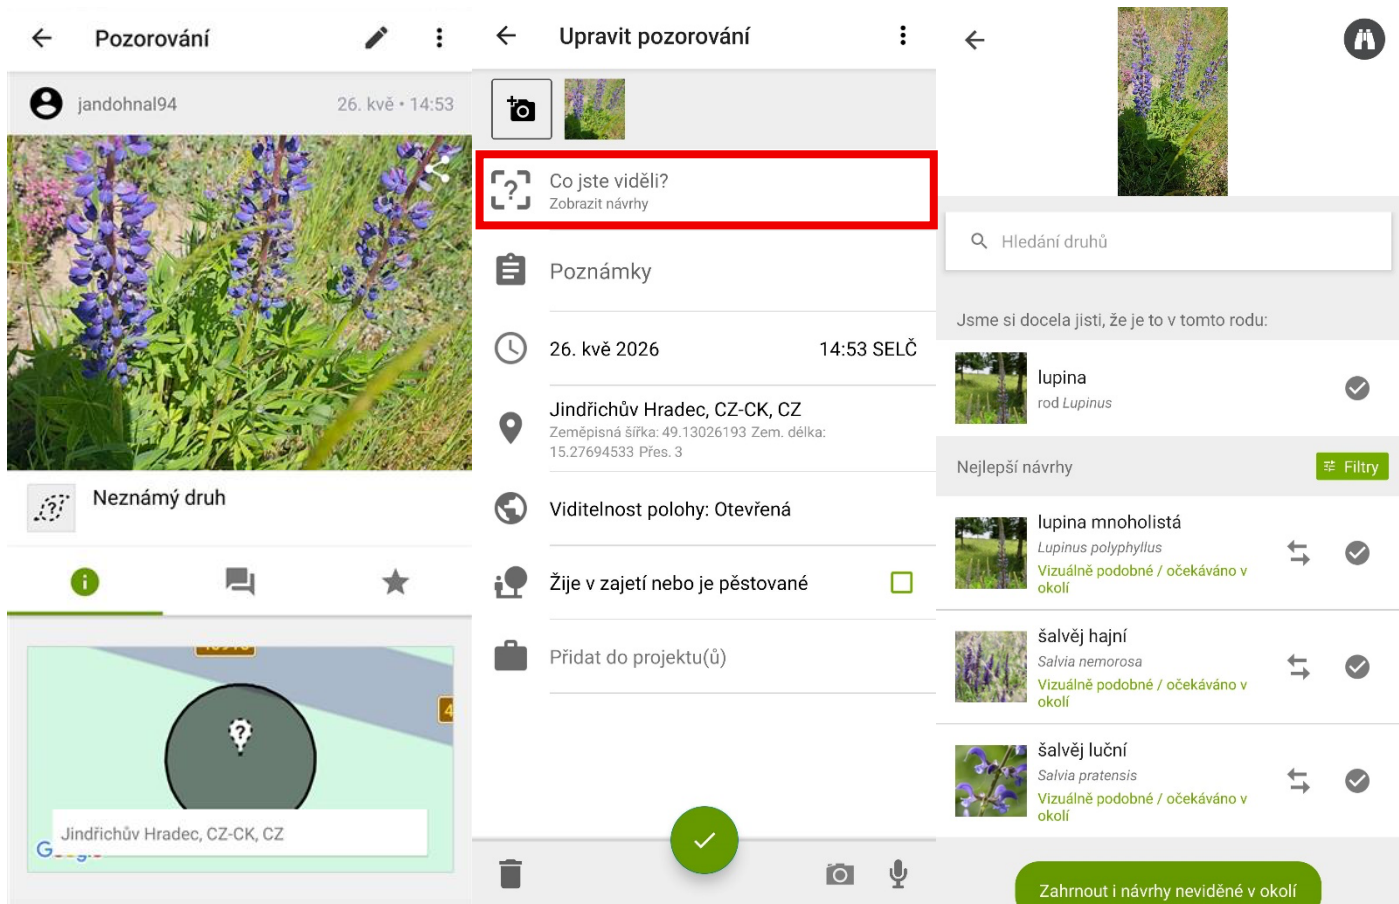 Pozorování
jandohnal94
26. kvě • 14:53
Neznámý druh
Jindřichův Hradec, CZ-CK, CZ
Upravit pozorování
Co jste viděli?
Zobrazit návrhy
Poznámky
26. kvě 2026
14:53 SELČ
Jindřichův Hradec, CZ-CK, CZ
Zeměpisná šířka: 49.13026193 Zem. délka:
15.27694533 Přes. 3
Viditelnost polohy: Otevřená
Žije v zajetí nebo je pěstované
Přidat do projektu(ů)
Hledání druhů
Jsme si docela jisti, že je to v tomto rodu:
lupina
rod Lupinus
Nejlepší návrhy
Filtry
lupina mnoholistá
Lupinus polyphyllus
Vizuálně podobné / očekáváno v
okolí
šalvěj hajní
Salvia nemorosa
Vizuálně podobné / očekáváno v
okolí
šalvěj luční
Salvia pratensis
Vizuálně podobné / očekáváno v
okolí
Zahrnout i návrhy neviděné v okolí